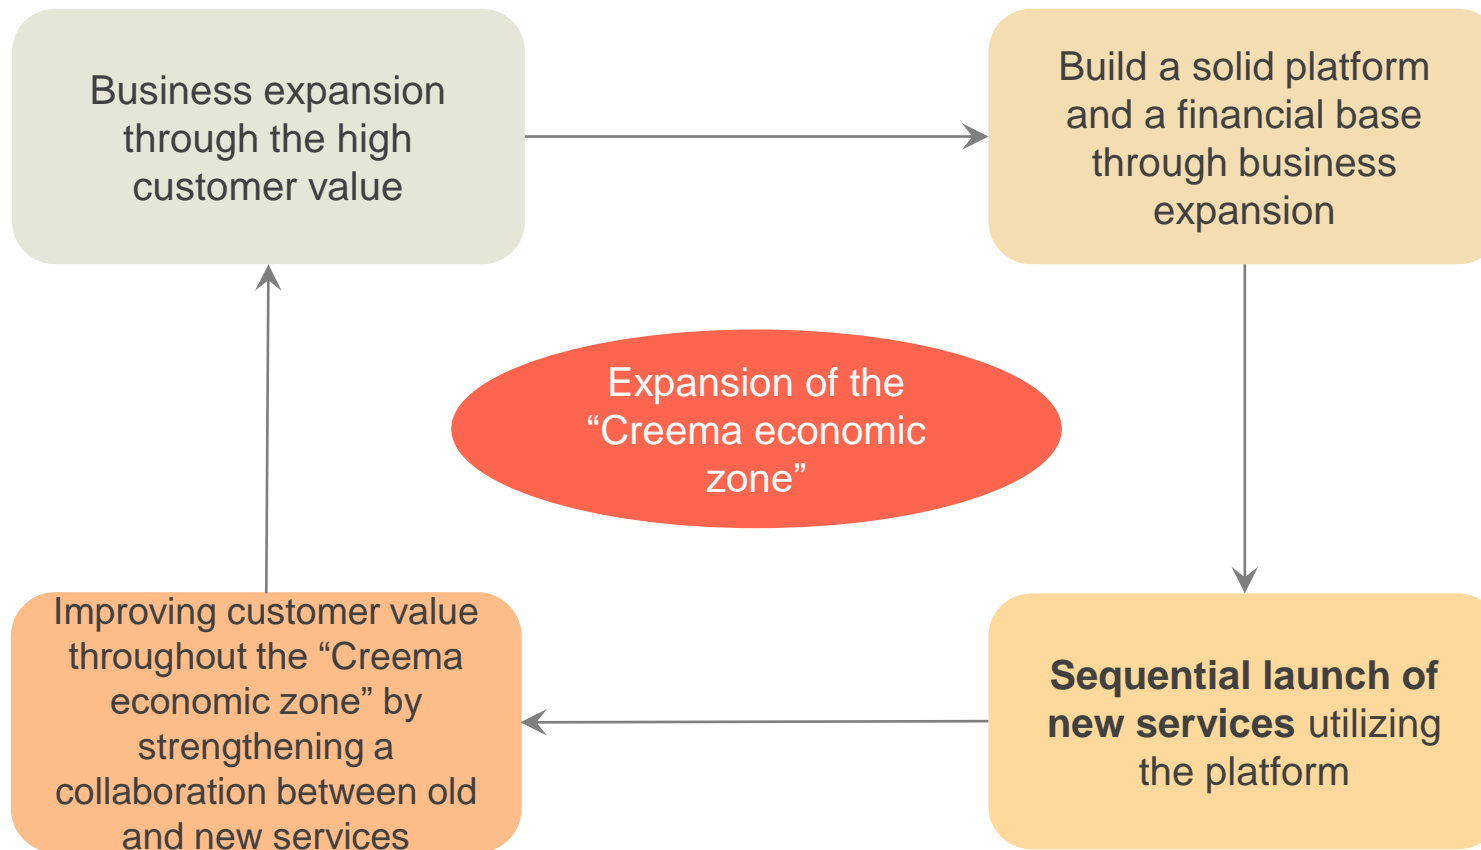 Business expansion
through the high
customer value
Build a solid platform
and a financial base
through business
expansion
Expansion of the
“Creema economic
zone”
Improving customer value
throughout the “Creema
economic zone” by
strengthening a
collaboration between old
and new services
Sequential launch of
new services utilizing
the platform